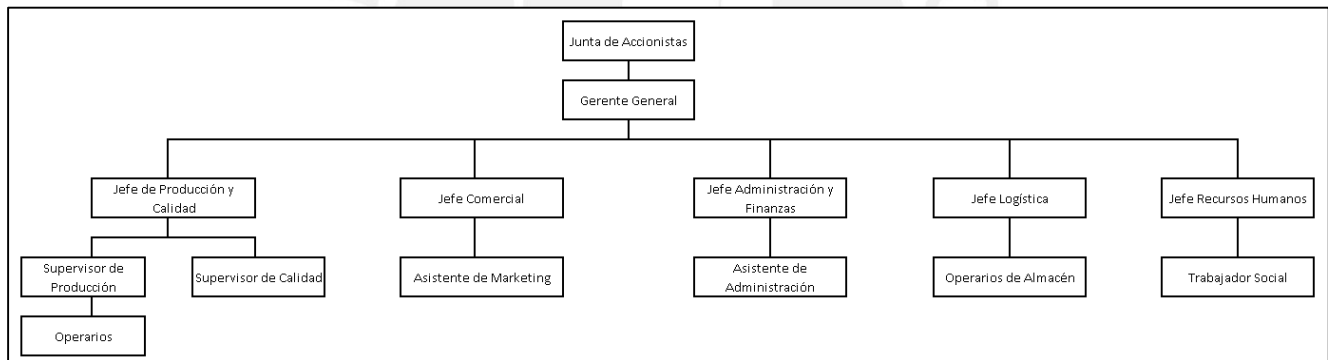 Junta de Accionistas
Gerente General
Jefe de Producción y
Calidad
Jefe Comercial
Jefe Administración y
Finanzas
Jefe Logística
Jefe Recursos Humanos
Supervisor de
Producción
Supervisor de Calidad
Asistente de Marketing
Asistente de
Administración
Operarios de Almacén
Trabajador Social
Operarios